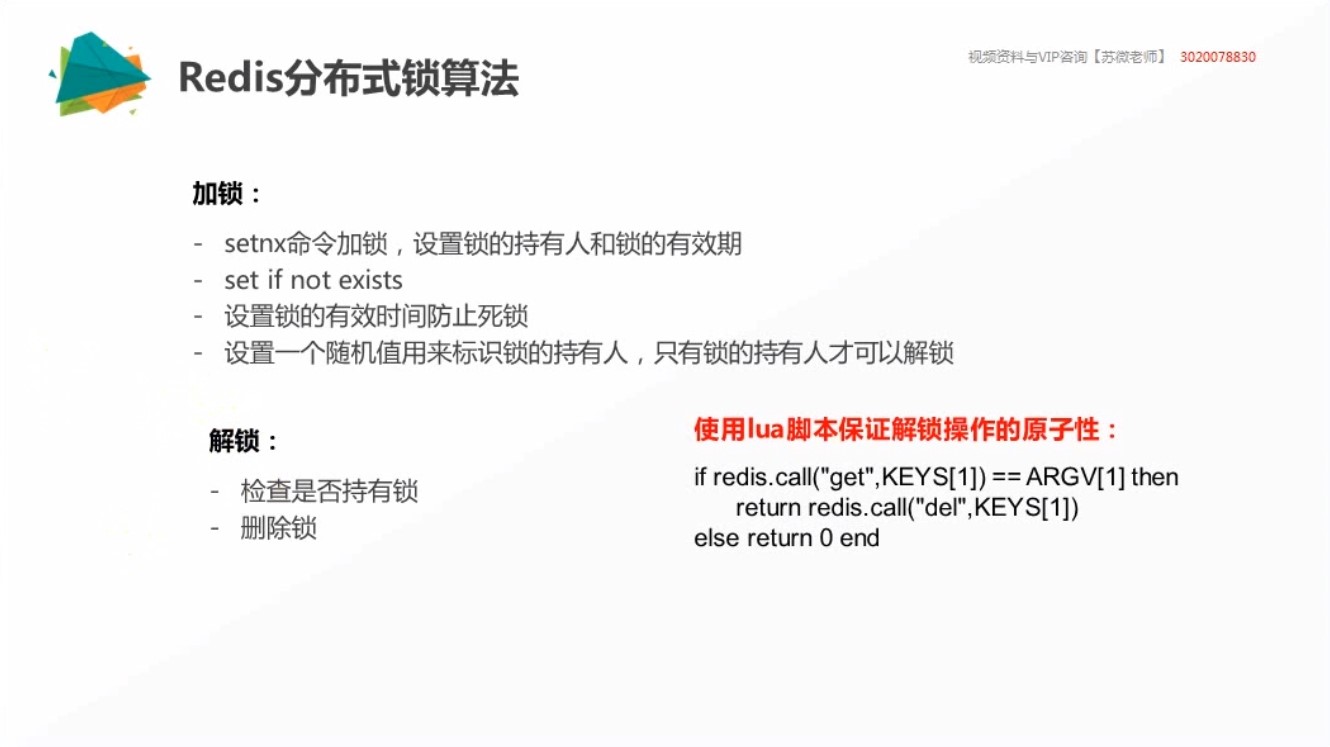 Redis分布式锁算法
视频资料与VIP咨询【苏微老师】 3020078830
加锁：
- setnx命令加锁，设置锁的持有人和锁的有效期
- set if not exists
- 设置锁的有效时间防止死锁
- 设置一个随机值用来标识锁的持有人，只有锁的持有人才可以解锁
解锁：
- 检查是否持有锁
- 删除锁
使用lua脚本保证解锁操作的原子性：
if redis.call("get",KEYS[1]) == ARGV[1] then
return redis.call("del",KEYS[1])
else return 0 end